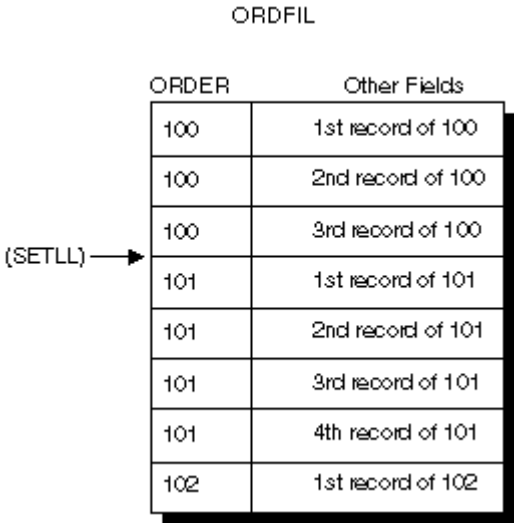 ORDFIL
ORDER Other Fields
100 1st record of 100
100 2nd record of 100
100 3rd record of 100
(SETLL)
101 1st record of 101
101 2nd record of 101
101 3rd record of 101
101 4th record of 101
102 1st record of 102